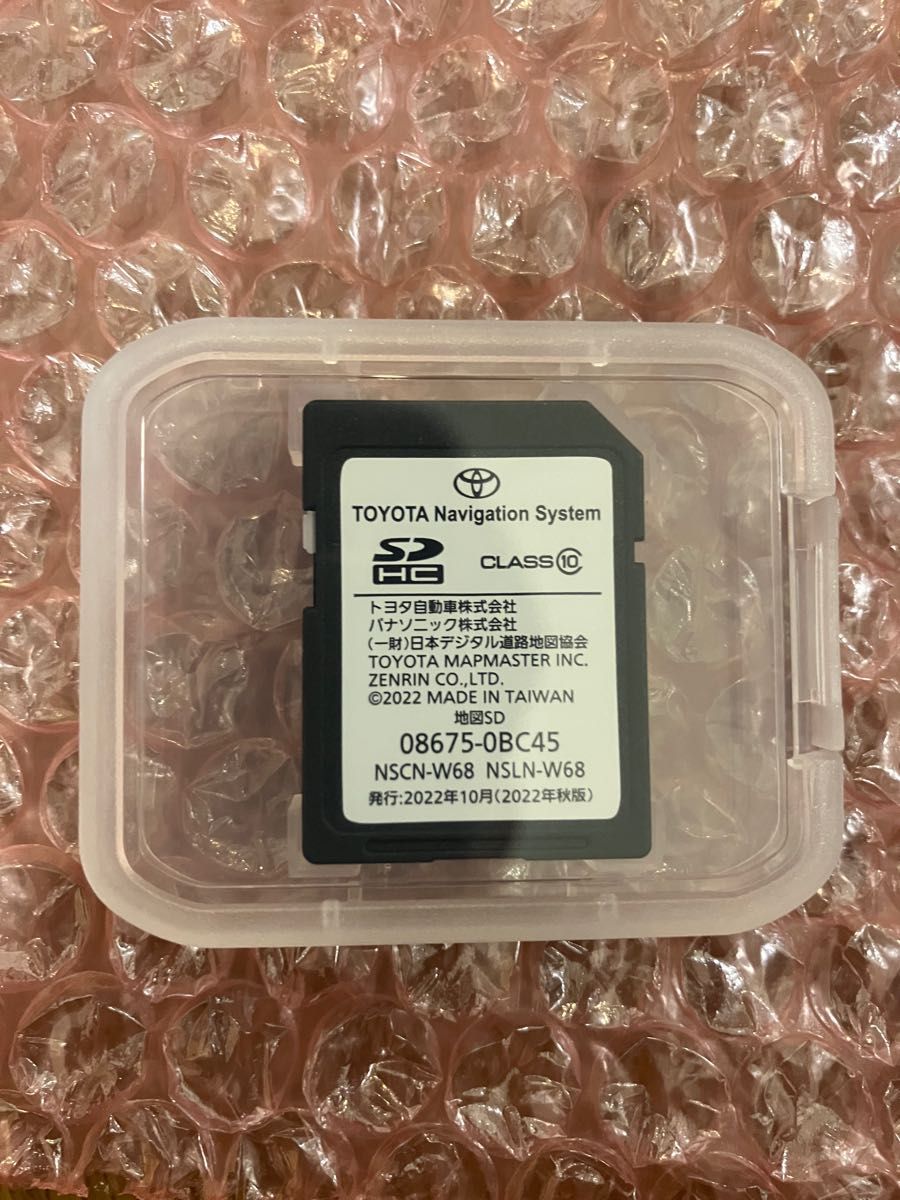 TOYOTA Navigation System
SD HC CLASS 10
トヨタ自動車株式会社
パナソニック株式会社
(一財)日本デジタル道路地図協会
TOYOTA MAPMASTER INC.
ZENRIN CO.,LTD.
©2022 MADE IN TAIWAN
地図SD
08675-0BC45
NSCN-W68 NSLN-W68
発行:2022年10月(2022年秋版)